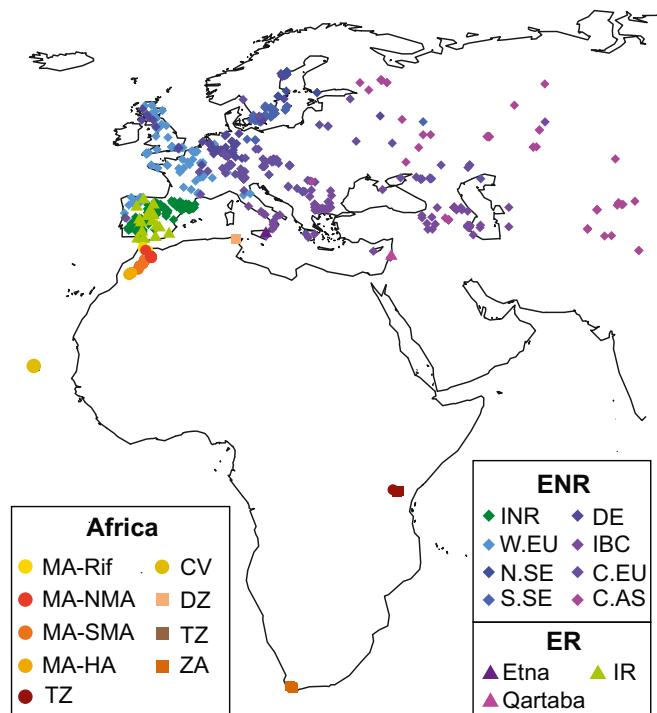 Africa
MA-Rif
CV
MA-NMA
DZ
MA-SMA
TZ
MA-HA
ZA
TZ
ENR
INR
DE
W.EU
IBC
N.SE
C.EU
S.SE
C.AS
ER
Etna
IR
Qartaba